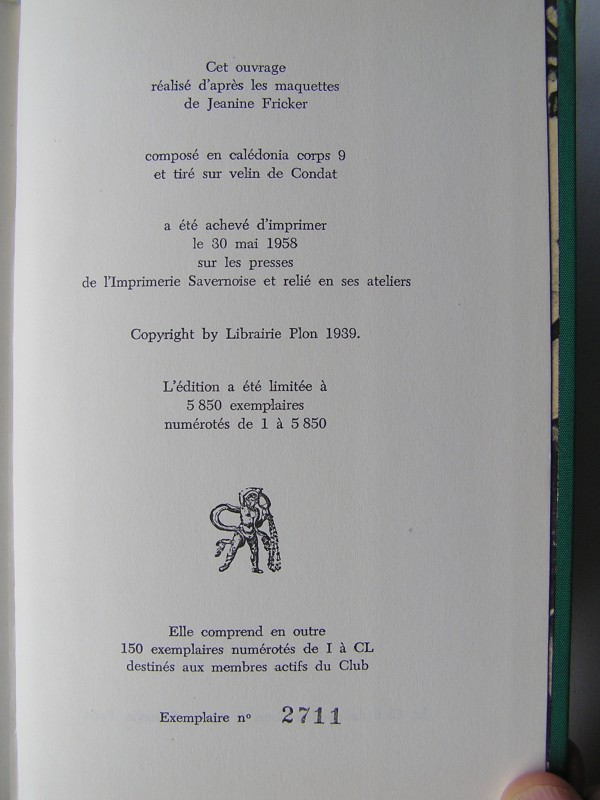 Cet ouvrage
réalisé d'après les maquettes
de Jeanine Fricker
composé en calédonia corps 9
et tiré sur velin de Condat
a été achevé d'imprimer
le 30 mai 1958
sur les presses
de l'Imprimerie Savernoise et relié en ses ateliers
Copyright by Librairie Plon 1939.
L'édition a été limitée à
5 850 exemplaires
numérotés de 1 à 5 850
Elle comprend en outre
150 exemplaires numérotés de I à CL
destinés aux membres actifs du Club
Exemplaire nº 2711